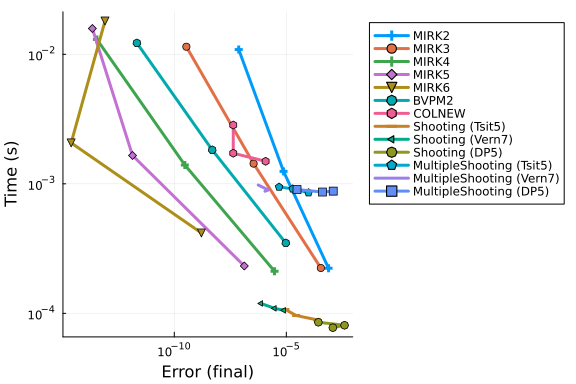 10⁻²
10⁻³
10⁻⁴
Time (s)
10⁻¹⁰
10⁻⁵
Error (final)
MIRK2
MIRK3
MIRK4
MIRK5
MIRK6
BVPM2
COLNEW
Shooting (Tsit5)
Shooting (Vern7)
Shooting (DP5)
MultipleShooting (Tsit5)
MultipleShooting (Vern7)
MultipleShooting (DP5)